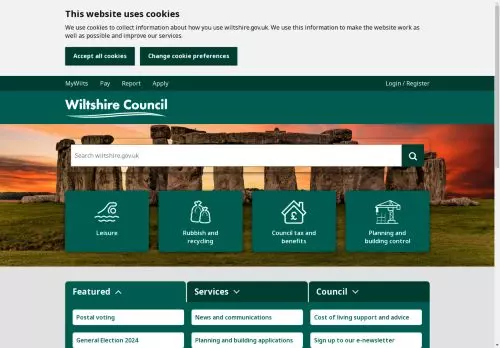 This website uses cookies
We use cookies to collect information about how you use wiltshire.gov.uk. We use this information to make the website work as
well as possible and improve our services.
Accept all cookies
Change cookie preferences
MyWilts Pay Report Apply Login / Register
Wiltshire Council
Search wiltshire.gov.uk
Leisure
Rubbish and
recycling
Council tax and
benefits
Planning and
building control
Featured
Services
Council
Postal voting
News and communications
Cost of living support and advice
General Election 2024
Planning and building applications
Sign up to our e-newsletter